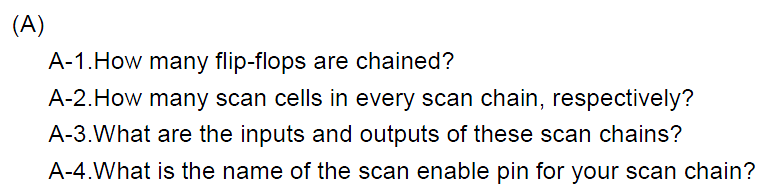 (A)
A-1.How many flip-flops are chained?
A-2.How many scan cells in every scan chain, respectively?
A-3.What are the inputs and outputs of these scan chains?
A-4.What is the name of the scan enable pin for your scan chain?